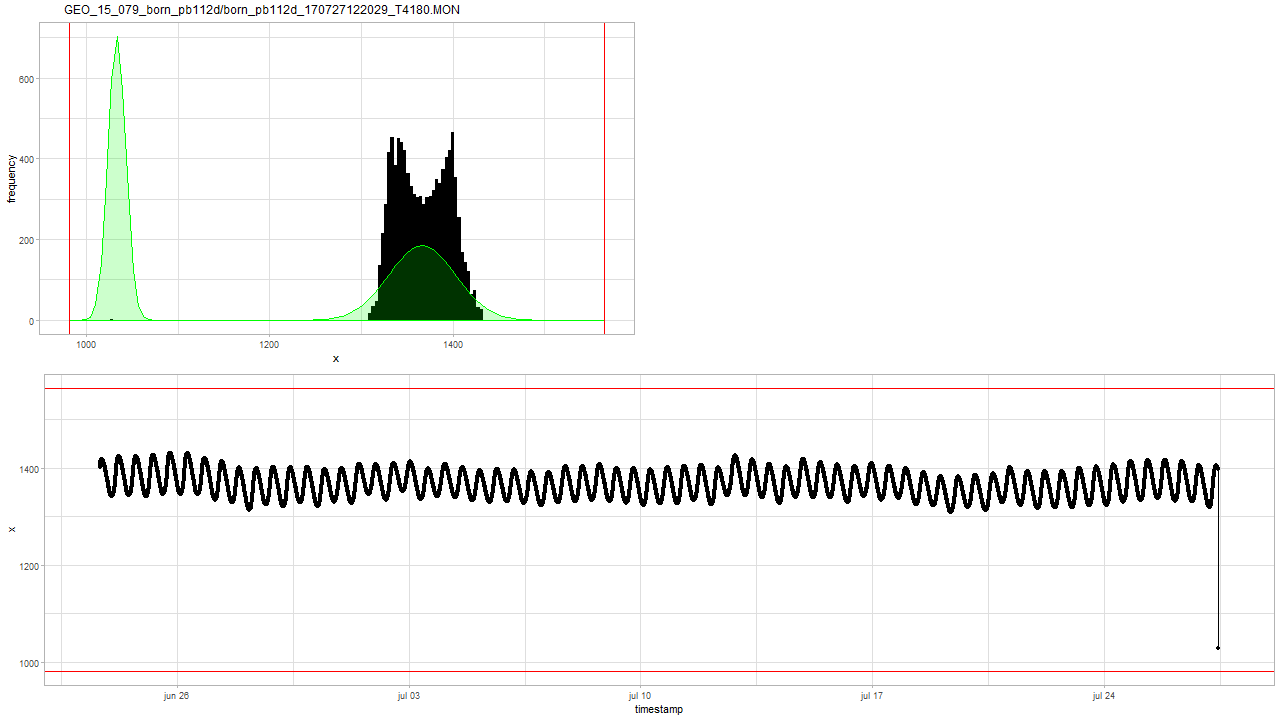 GEO_15_079_born_pb112d/born_pb112d_170727122029_T4180.MON
600
400
200
0
frequency
1000
1200
1400
x
1400
1200
1000
x
jun 26
jul 03
jul 10
jul 17
jul 24
timestamp